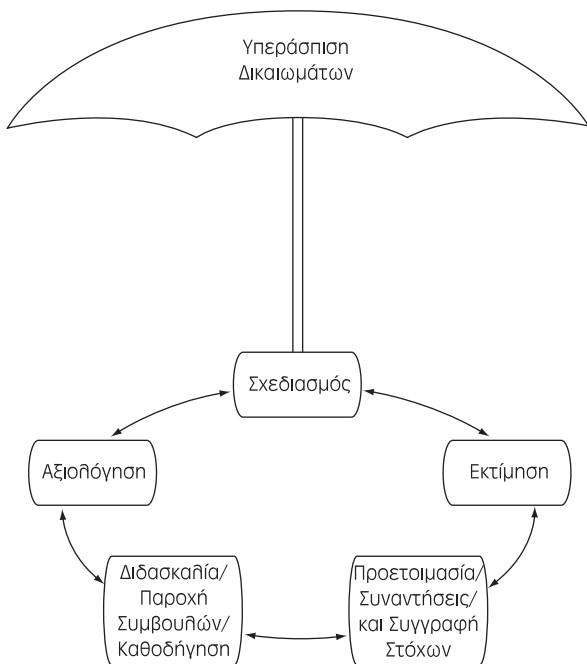 Υπεράσπιση
Δικαιωμάτων
Σχεδιασμός
Αξιολόγηση
Εκτίμηση
Διδασκαλία/
Παροχή
Συμβουλών/
Καθοδήγηση
Προετοιμασία/
Συναντήσεις/
και Συγγραφή
Στόχων